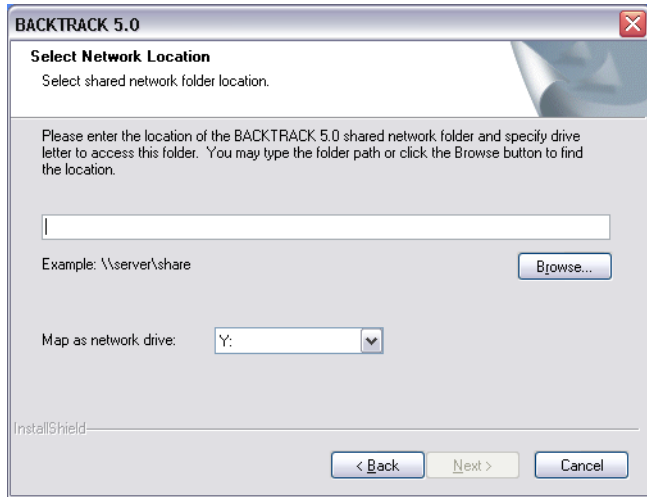 BACKTRACK 5.0
Select Network Location
Select shared network folder location.
Please enter the location of the BACKTRACK 5.0 shared network folder and specify drive
letter to access this folder. You may type the folder path or click the Browse button to find
the location.
Example: \\server\share
Browse...
Map as network drive:
Y:
InstallShield
< Back
Next >
Cancel